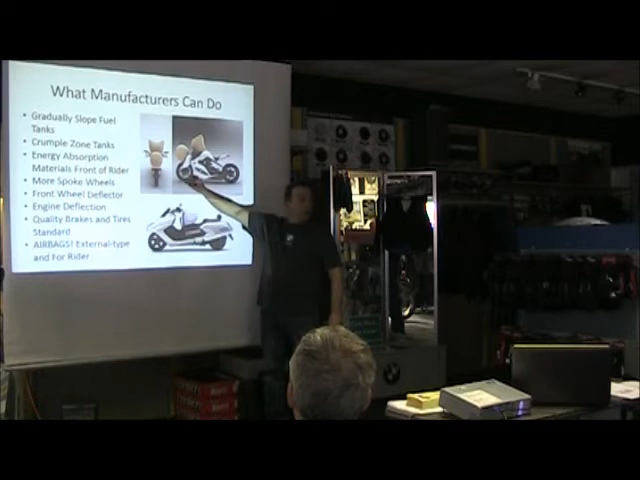 What Manufacturers Can Do
• Gradually Slope Fuel
Tanks
• Crumple Zone Tanks
• Energy Absorption
Materials Front of Rider
• More Spoke Wheels
• Front Wheel Deflector
• Engine Deflection
• Quality Brakes and Tires
Standard
• AIRBAGS! External-type
and For Rider